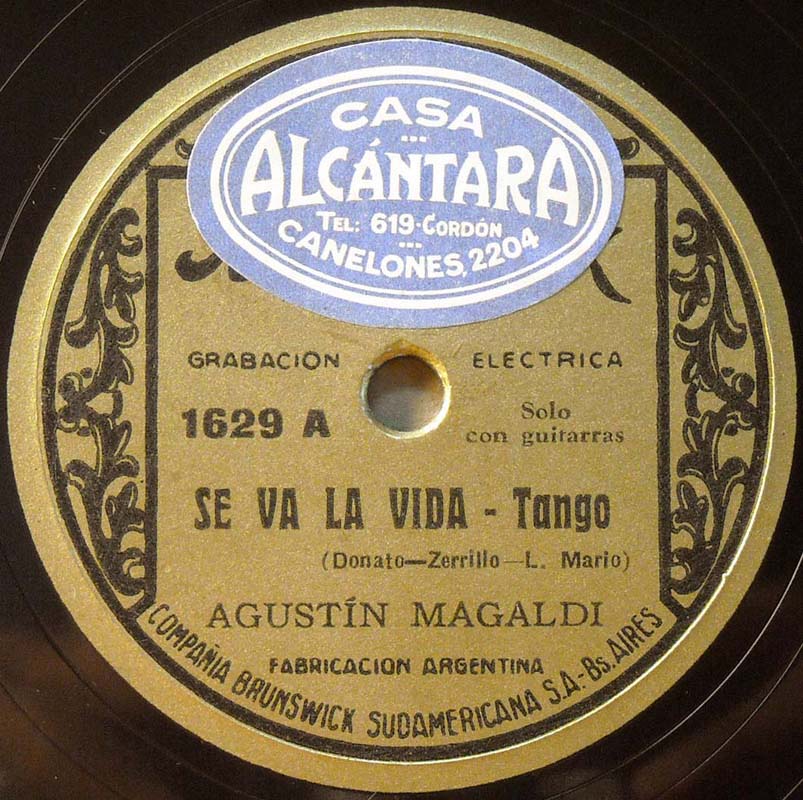 CASA
ALCÁNTARA
TEL: 619-CORDÓN
CANELONES, 2204
GRABACION ELECTRICA
1629 A
Solo
con guitarras
SE VA LA VIDA - Tango
(Donato—Zerrillo—L. Mario)
AGUSTÍN MAGALDI
FABRICACION ARGENTINA
COMPAÑIA BRUNSWICK SUDAMERICANA S.A.-Bs. AIRES